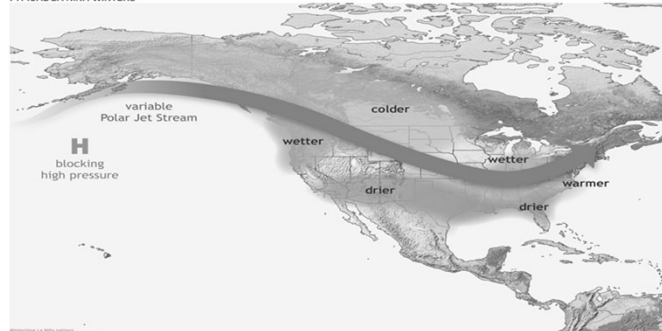 colder
variable
Polar Jet Stream
H
blocking
high pressure
wetter
wetter
drier
warmer
drier